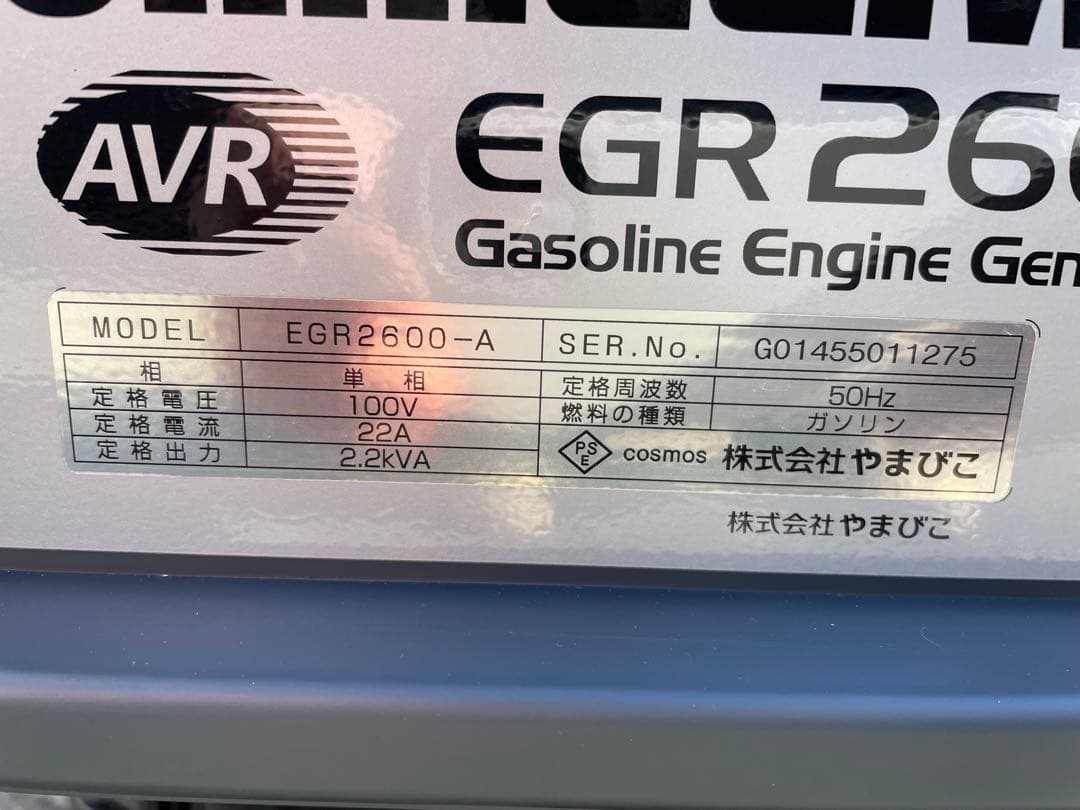 AVR
EGR 26
Gasoline Engine Gen
MODEL EGR2600-A SER.No. G01455011275
相 単相 定格周波数 50Hz
定格電圧 100V 燃料の種類 ガソリン
定格電流 22A
定格出力 2.2kVA
PSE cosmos 株式会社やまびこ
株式会社やまびこ